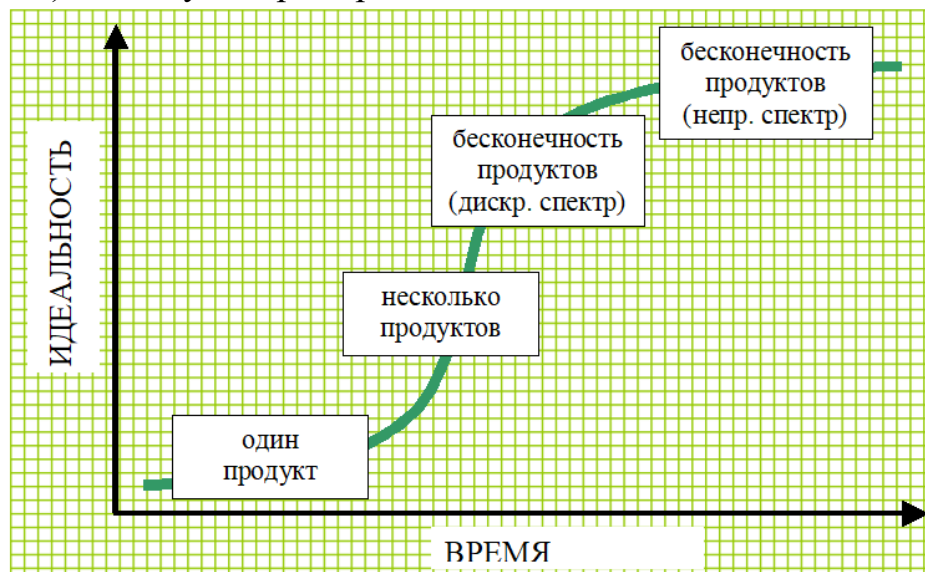 бесконечность
продуктов
(непр. спектр)
бесконечность
продуктов
(дискр. спектр)
несколько
продуктов
один
продукт
ИДЕАЛЬНОСТЬ
ВРЕМЯ